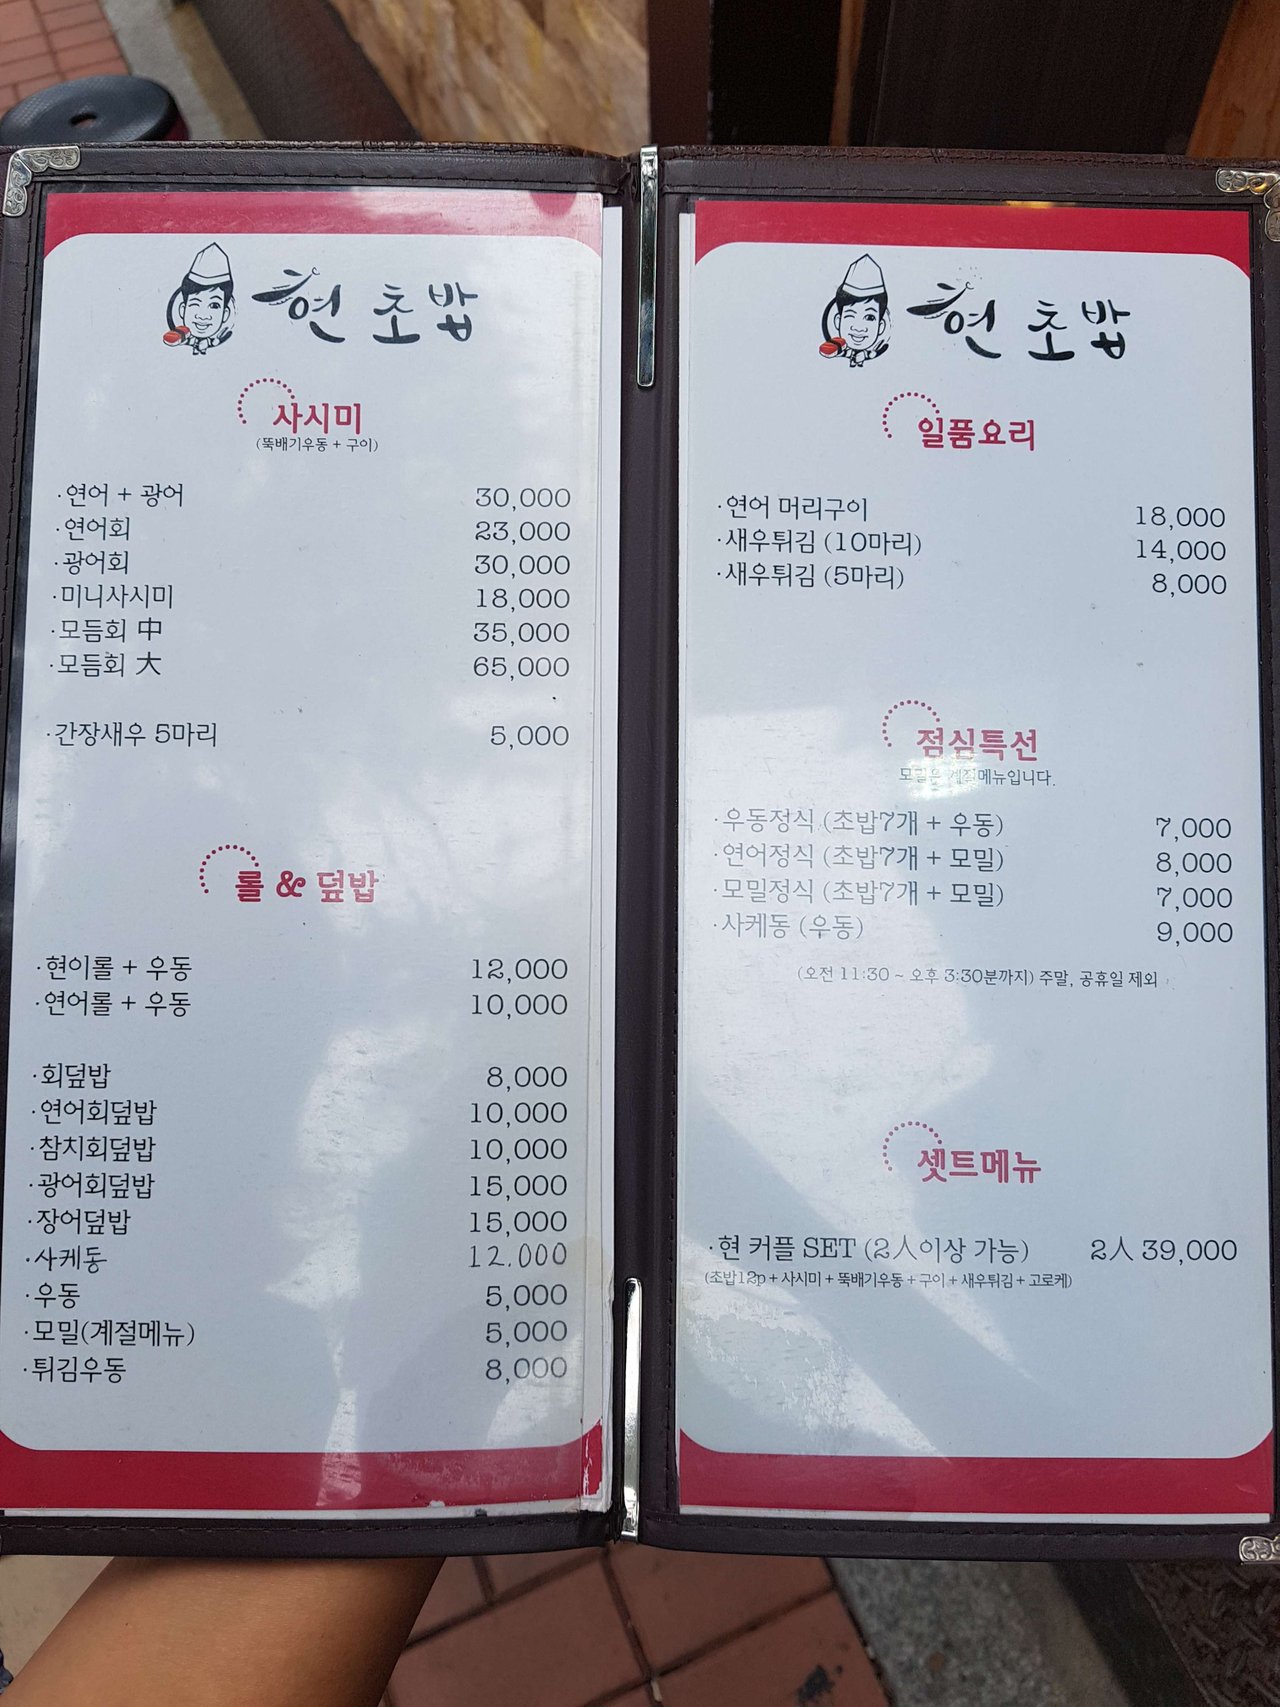 현 초밥
사시미
(뚝배기우동 + 구이)
·연어 + 광어 30,000
·연어회 23,000
·광어회 30,000
·미니사시미 18,000
·모듬회 中 35,000
·모듬회 大 65,000
·간장새우 5마리 5,000
롤 & 덮밥
·현이롤 + 우동 12,000
·연어롤 + 우동 10,000
·회덮밥 8,000
·연어회덮밥 10,000
·참치회덮밥 10,000
·광어회덮밥 15,000
·장어덮밥 15,000
·사케동 12.000
·우동 5,000
·모밀(계절메뉴) 5,000
·튀김우동 8,000
현 초밥
일품요리
·연어 머리구이 18,000
·새우튀김 (10마리) 14,000
·새우튀김 (5마리) 8,000
점심특선
모밀은 계절메뉴입니다.
·우동정식 (초밥7개 + 우동) 7,000
·연어정식 (초밥7개 + 모밀) 8,000
·모밀정식 (초밥7개 + 모밀) 7,000
·사케동 (우동) 9,000
(오전 11:30 ~ 오후 3:30분까지) 주말, 공휴일 제외
셋트메뉴
·현 커플 SET (2人이상 가능) 2人 39,000
(초밥12p + 사시미 + 뚝배기우동 + 구이 + 새우튀김 + 고로케)